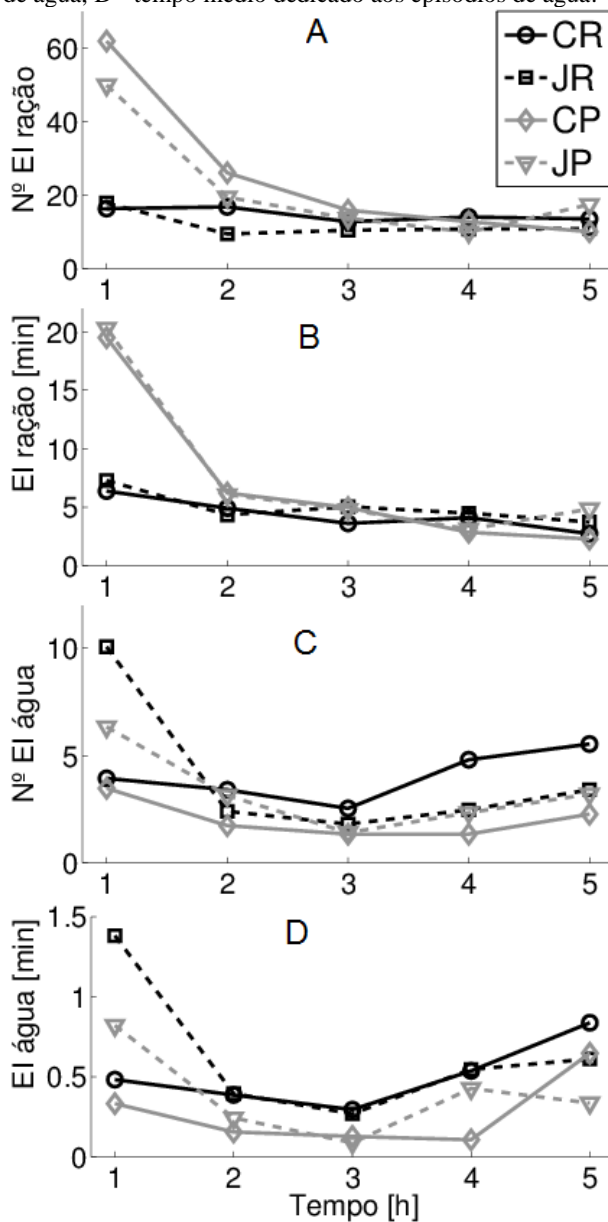 de água; D - tempo médio dedicado aos episódios de água.
A
CR
JR
CP
JP
Nº EI ração
60
40
20
0
1 2 3 4 5
B
EI ração [min]
20
15
10
5
0
1 2 3 4 5
C
Nº EI água
10
5
0
1 2 3 4 5
D
EI água [min]
1.5
1
0.5
0
1 2 3 4 5
Tempo [h]